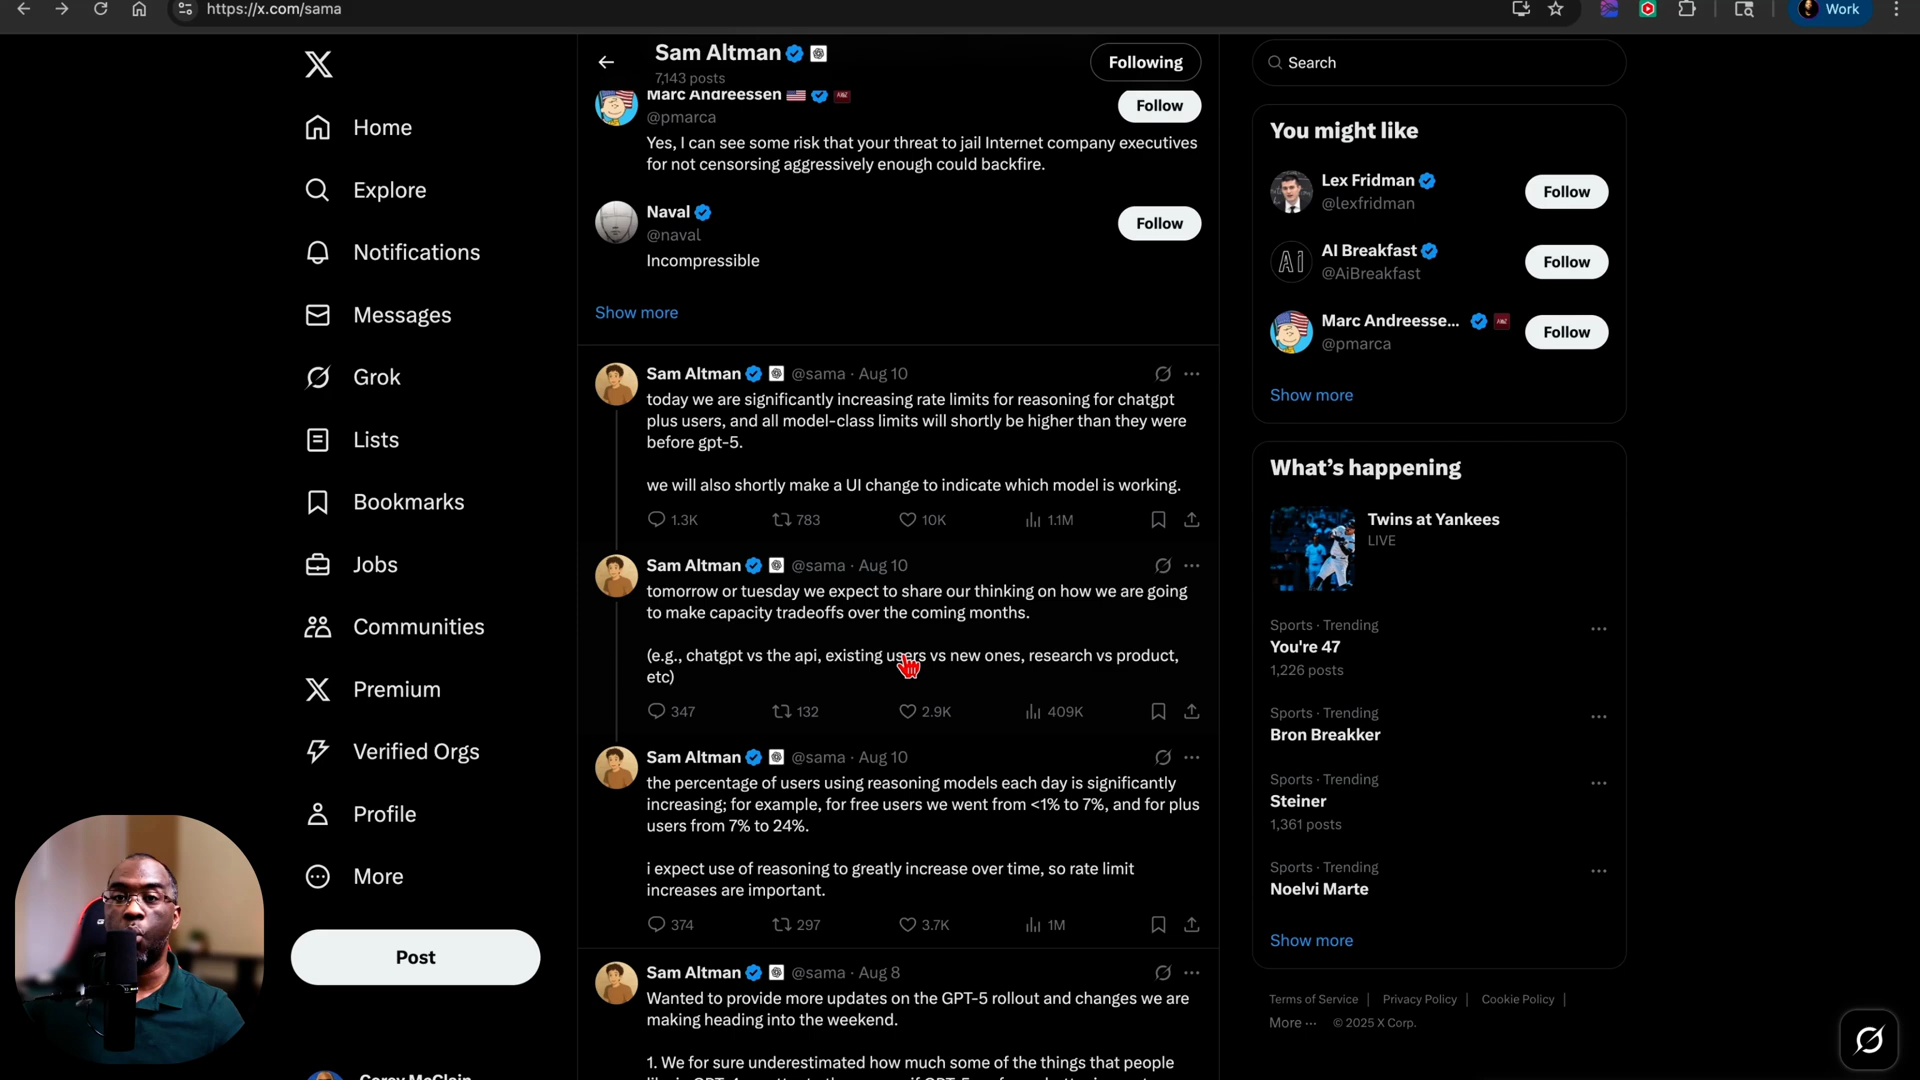 https://x.com/sama
Work
Sam Altman
7,143 posts
Following
Marc Andreessen
@pmarca
Follow
Yes, I can see some risk that your threat to jail Internet company executives
for not censorsing aggressively enough could backfire.
Naval
@naval
Follow
Incompressible
Show more
Sam Altman @sama · Aug 10
today we are significantly increasing rate limits for reasoning for chatgpt
plus users, and all model-class limits will shortly be higher than they were
before gpt-5.
we will also shortly make a UI change to indicate which model is working.
1.3K 783 10K 1.1M
Sam Altman @sama · Aug 10
tomorrow or tuesday we expect to share our thinking on how we are going
to make capacity tradeoffs over the coming months.
(e.g., chatgpt vs the api, existing users vs new ones, research vs product,
etc)
347 132 2.9K 409K
Sam Altman @sama · Aug 10
the percentage of users using reasoning models each day is significantly
increasing; for example, for free users we went from <1% to 7%, and for plus
users from 7% to 24%.
i expect use of reasoning to greatly increase over time, so rate limit
increases are important.
374 297 3.7K 1M
Sam Altman @sama · Aug 8
Wanted to provide more updates on the GPT-5 rollout and changes we are
making heading into the weekend.
1. We for sure underestimated how much some of the things that people
Home
Explore
Notifications
Messages
Grok
Lists
Bookmarks
Jobs
Communities
Premium
Verified Orgs
Profile
More
Post
Corey McClain
Search
You might like
Lex Fridman
@lexfridman
Follow
AI Breakfast
@AiBreakfast
Follow
Marc Andreesse...
@pmarca
Follow
Show more
What's happening
Twins at Yankees
LIVE
Sports · Trending
You're 47
1,226 posts
Sports · Trending
Bron Breakker
Sports · Trending
Steiner
1,361 posts
Sports · Trending
Noelvi Marte
Show more
Terms of Service | Privacy Policy | Cookie Policy |
More ··· © 2025 X Corp.